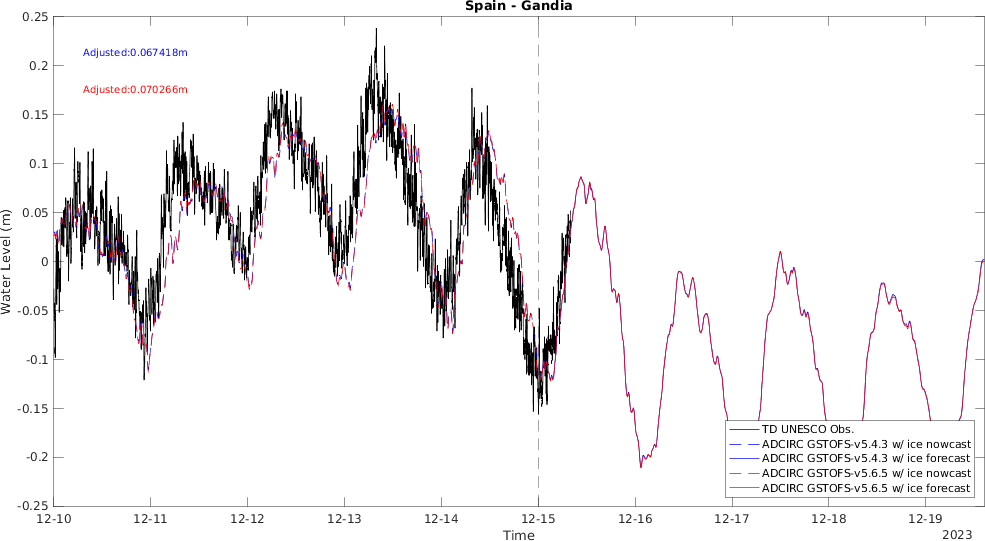 Spain - Gandia
Adjusted:0.067418m
Adjusted:0.070266m
Water Level (m)
0.25
0.2
0.15
0.1
0.05
0
-0.05
-0.1
-0.15
-0.2
-0.25
TD UNESCO Obs.
ADCIRC GSTOFS-v5.4.3 w/ ice nowcast
ADCIRC GSTOFS-v5.4.3 w/ ice forecast
ADCIRC GSTOFS-v5.6.5 w/ ice nowcast
ADCIRC GSTOFS-v5.6.5 w/ ice forecast
12-10 12-11 12-12 12-13 12-14 12-15 12-16 12-17 12-18 12-19
Time
2023